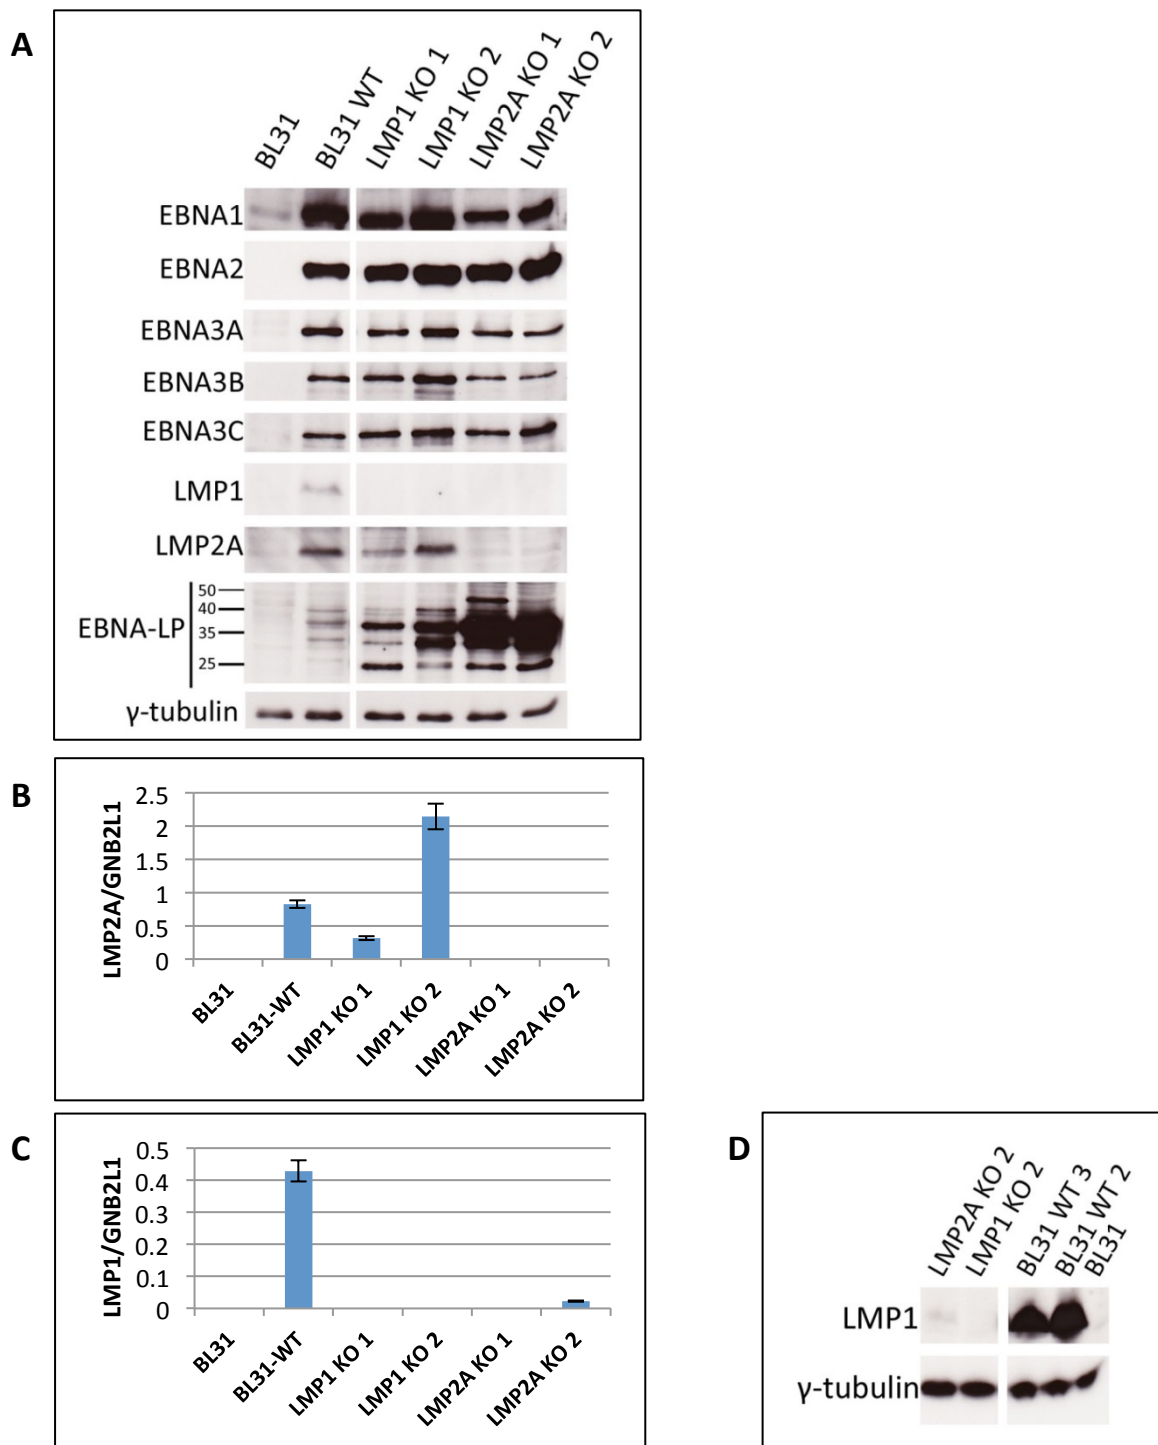 A
BL31
BL31 WT
LMP1 KO 1
LMP1 KO 2
LMP2A KO 1
LMP2A KO 2
EBNA1
EBNA2
EBNA3A
EBNA3B
EBNA3C
LMP1
LMP2A
EBNA-LP
50
40
35
25
γ-tubulin
B
LMP2A/GNB2L1
2.5
2
1.5
1
0.5
0
BL31
BL31-WT
LMP1 KO 1
LMP1 KO 2
LMP2A KO 1
LMP2A KO 2
C
LMP1/GNB2L1
0.5
0.4
0.3
0.2
0.1
0
BL31
BL31-WT
LMP1 KO 1
LMP1 KO 2
LMP2A KO 1
LMP2A KO 2
D
LMP2A KO 2
LMP1 KO 2
BL31 WT 3
BL31 WT 2
BL31
LMP1
γ-tubulin